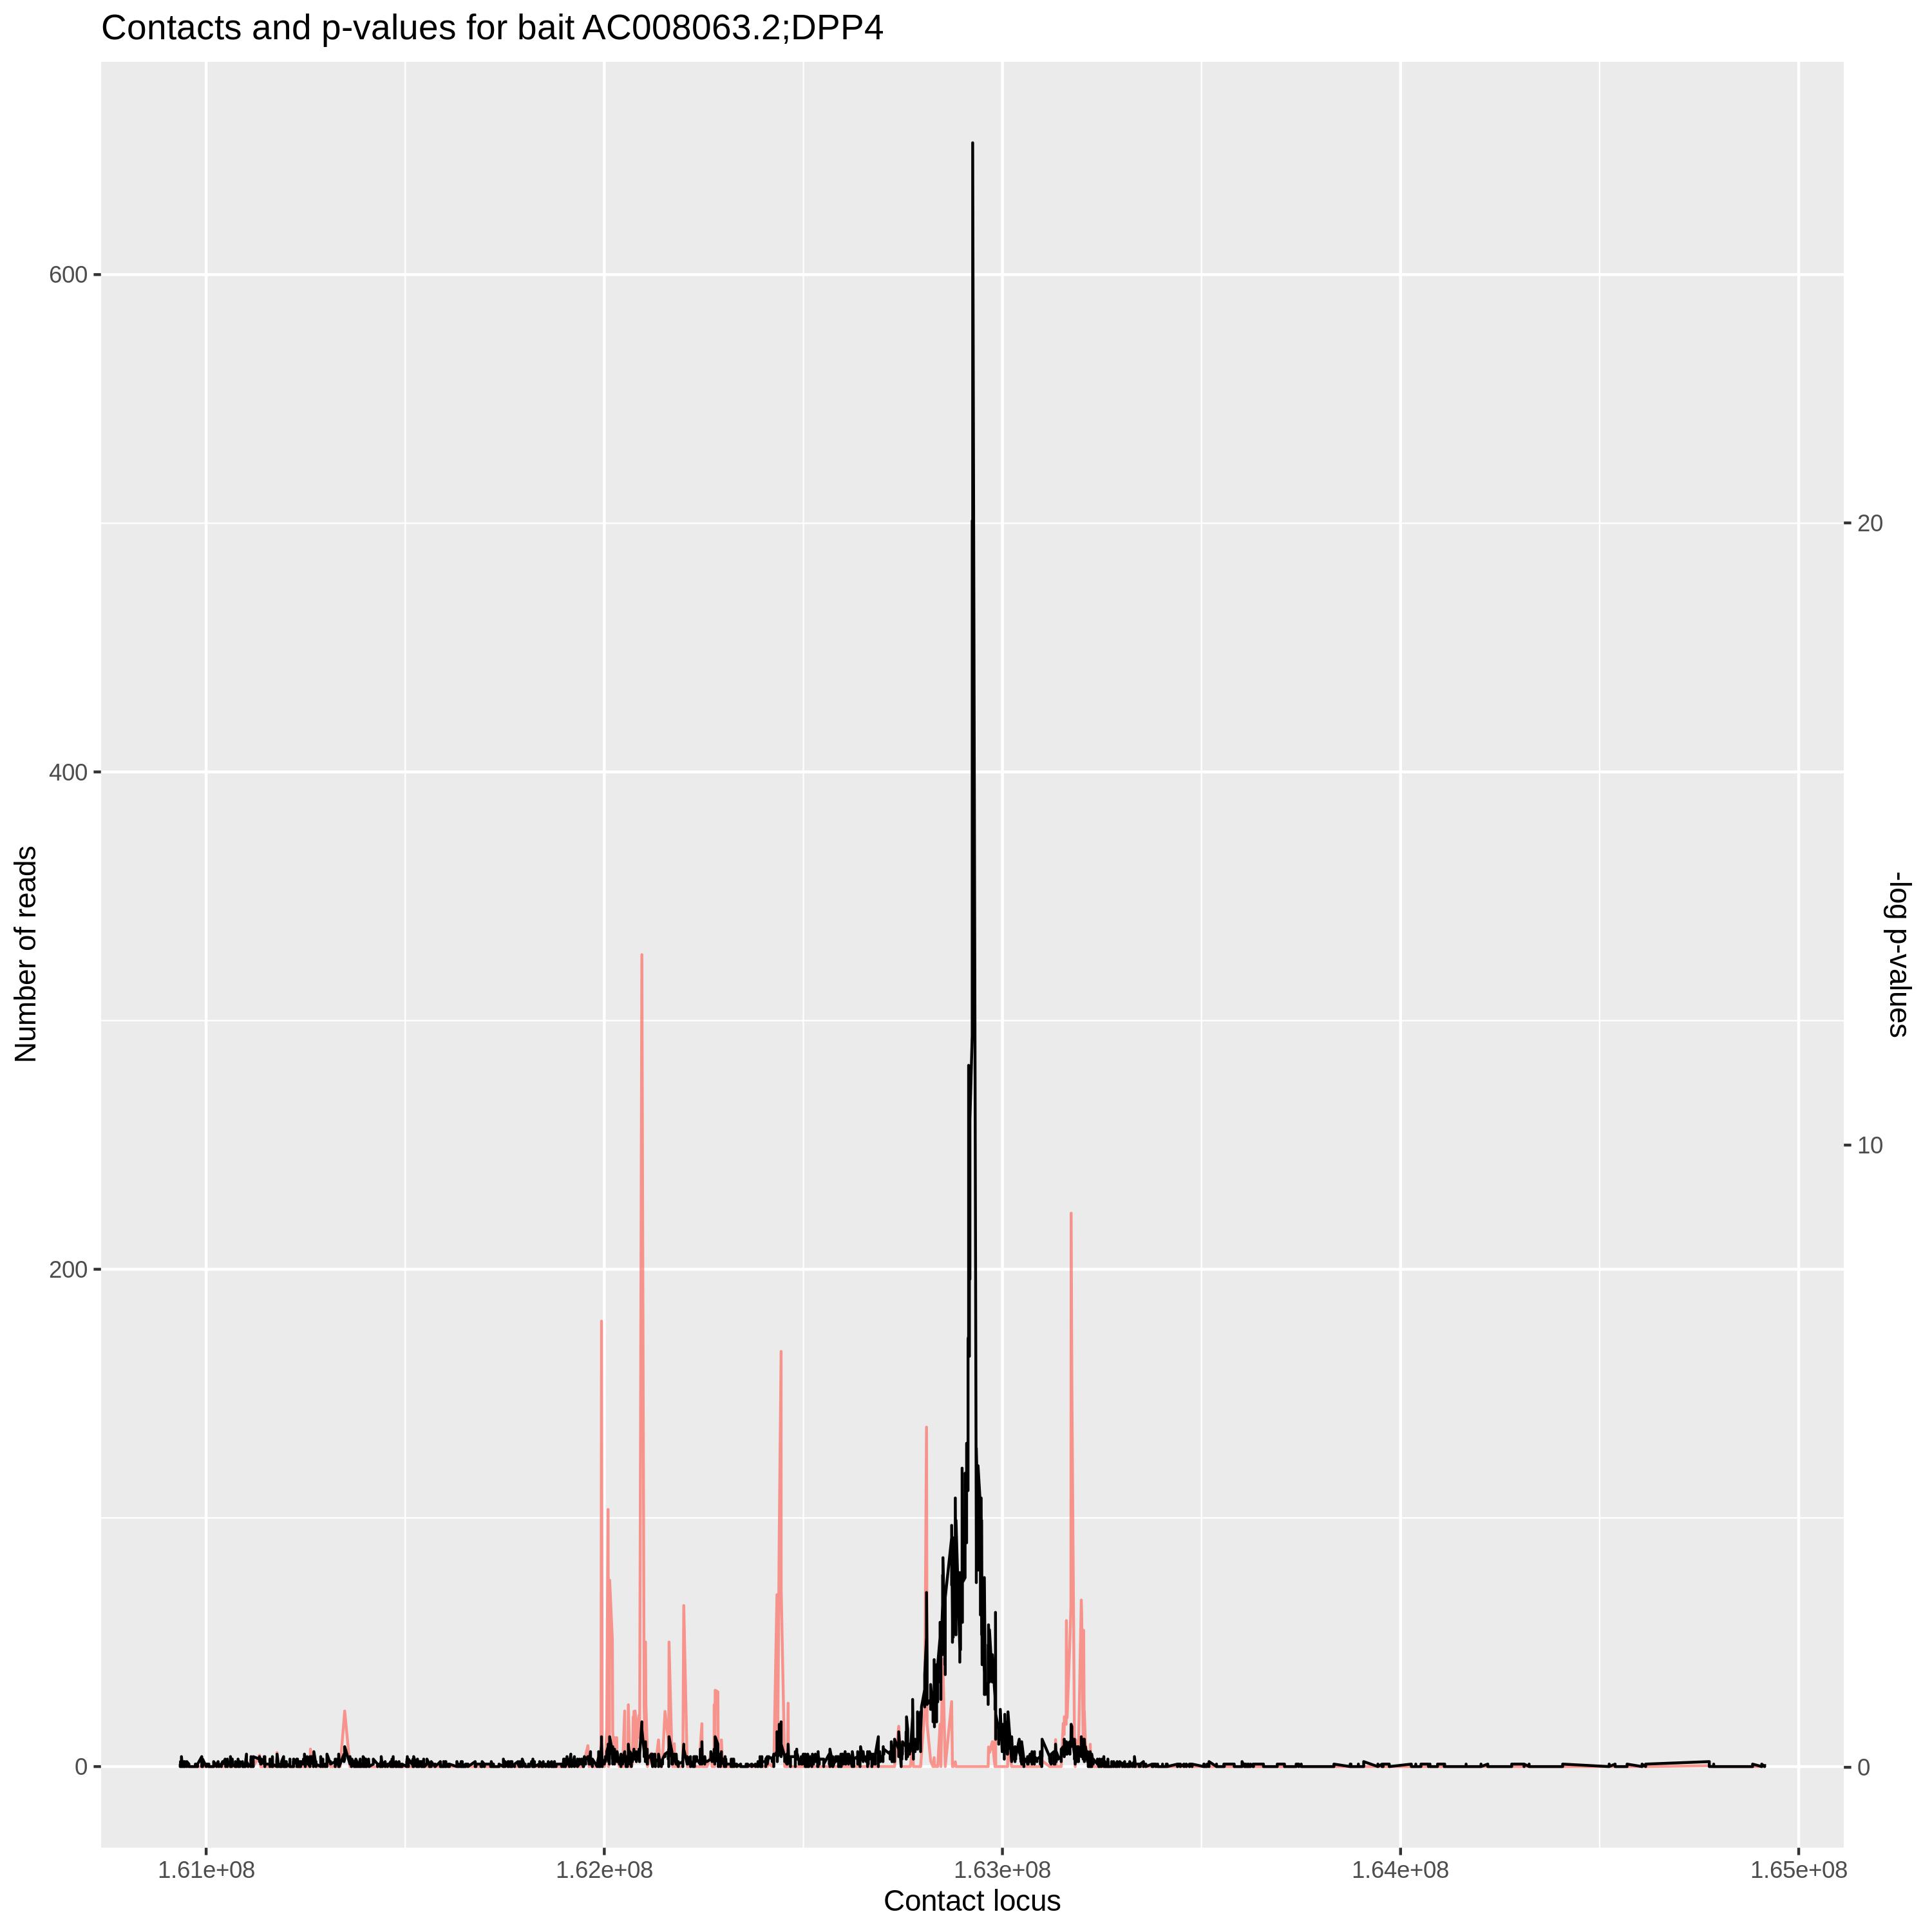 Contacts and p-values for bait AC008063.2;DPP4
600
400
200
0
Number of reads
20
10
0
-log p-values
1.61e+08
1.62e+08
1.63e+08
1.64e+08
1.65e+08
Contact locus